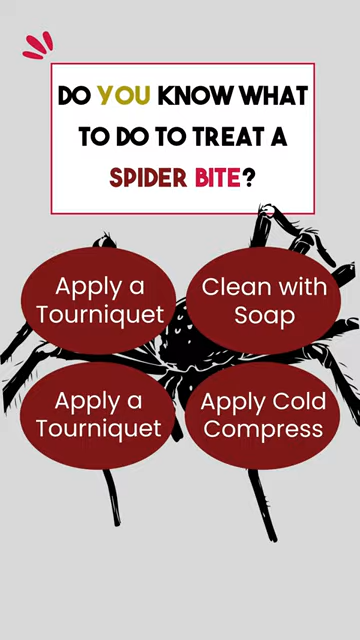 DO YOU KNOW WHAT
TO DO TO TREAT A
SPIDER BITE?
Apply a
Tourniquet
Clean with
Soap
Apply a
Tourniquet
Apply Cold
Compress